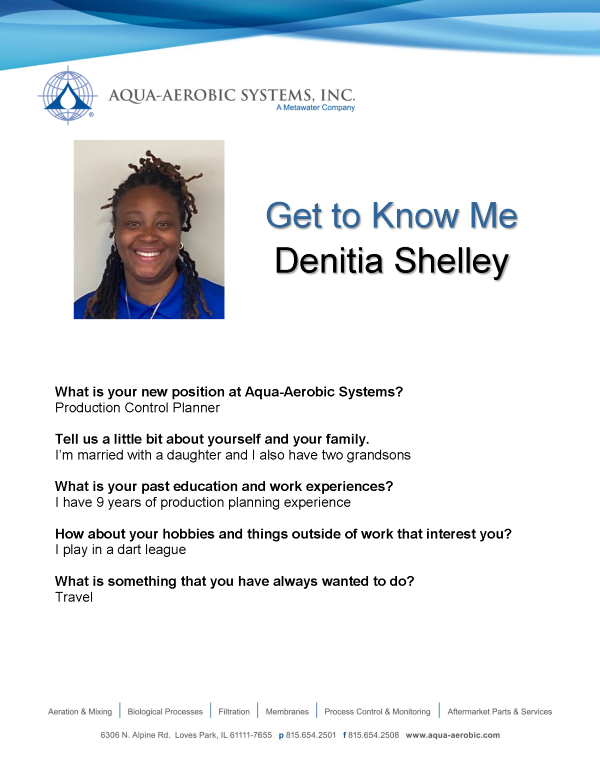 AQUA-AEROBIC SYSTEMS, INC.
A Metawater Company
®
Get to Know Me
Denitia Shelley
What is your new position at Aqua-Aerobic Systems?
Production Control Planner
Tell us a little bit about yourself and your family.
I’m married with a daughter and I also have two grandsons
What is your past education and work experiences?
I have 9 years of production planning experience
How about your hobbies and things outside of work that interest you?
I play in a dart league
What is something that you have always wanted to do?
Travel
Aeration & Mixing | Biological Processes | Filtration | Membranes | Process Control & Monitoring | Aftermarket Parts & Services
6306 N. Alpine Rd. Loves Park, IL 61111-7655 p 815.654.2501 f 815.654.2508 www.aqua-aerobic.com